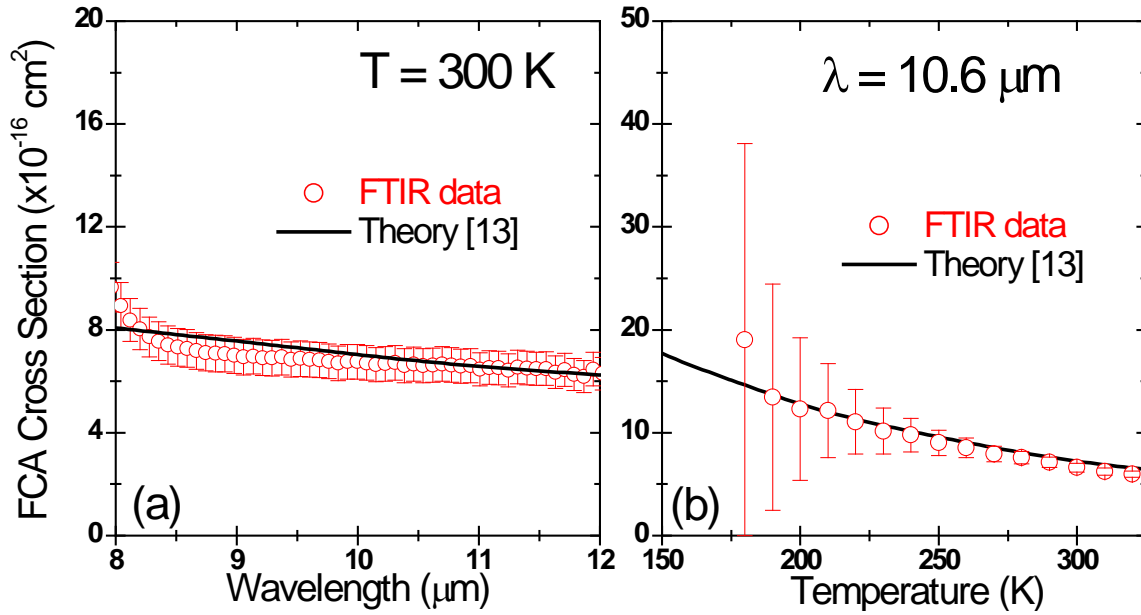 FCA Cross Section (x10⁻¹⁶ cm²)
20
16
12
8
4
0
T = 300 K
FTIR data
Theory [13]
(a)
8 9 10 11 12
Wavelength (μm)
50
40
30
20
10
0
λ = 10.6 μm
FTIR data
Theory [13]
(b)
150 200 250 300
Temperature (K)